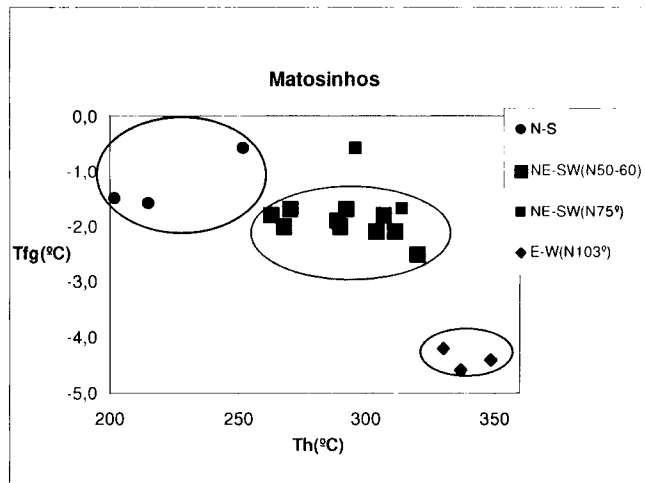 Matosinhos
0,0
-1,0
-2,0
-3,0
-4,0
-5,0
Tfg(ºC)
200
250
300
350
Th(ºC)
N-S
NE-SW(N50-60)
NE-SW(N75º)
E-W(N103º)